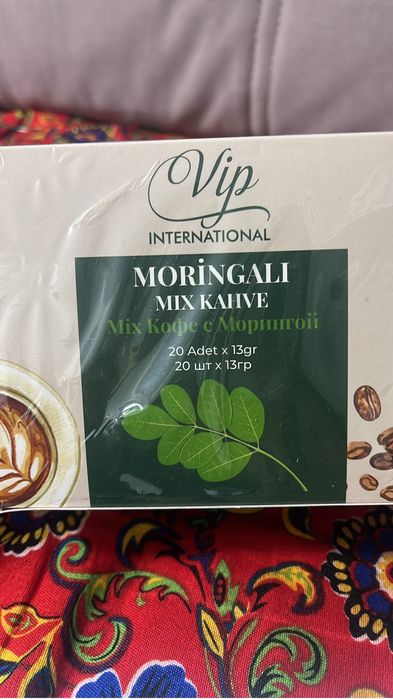 Vip
INTERNATIONAL
MORİNGALI
MIX KAHVE
Mix Кофе с Морингой
20 Adet x 13gr
20 шт x 13гр